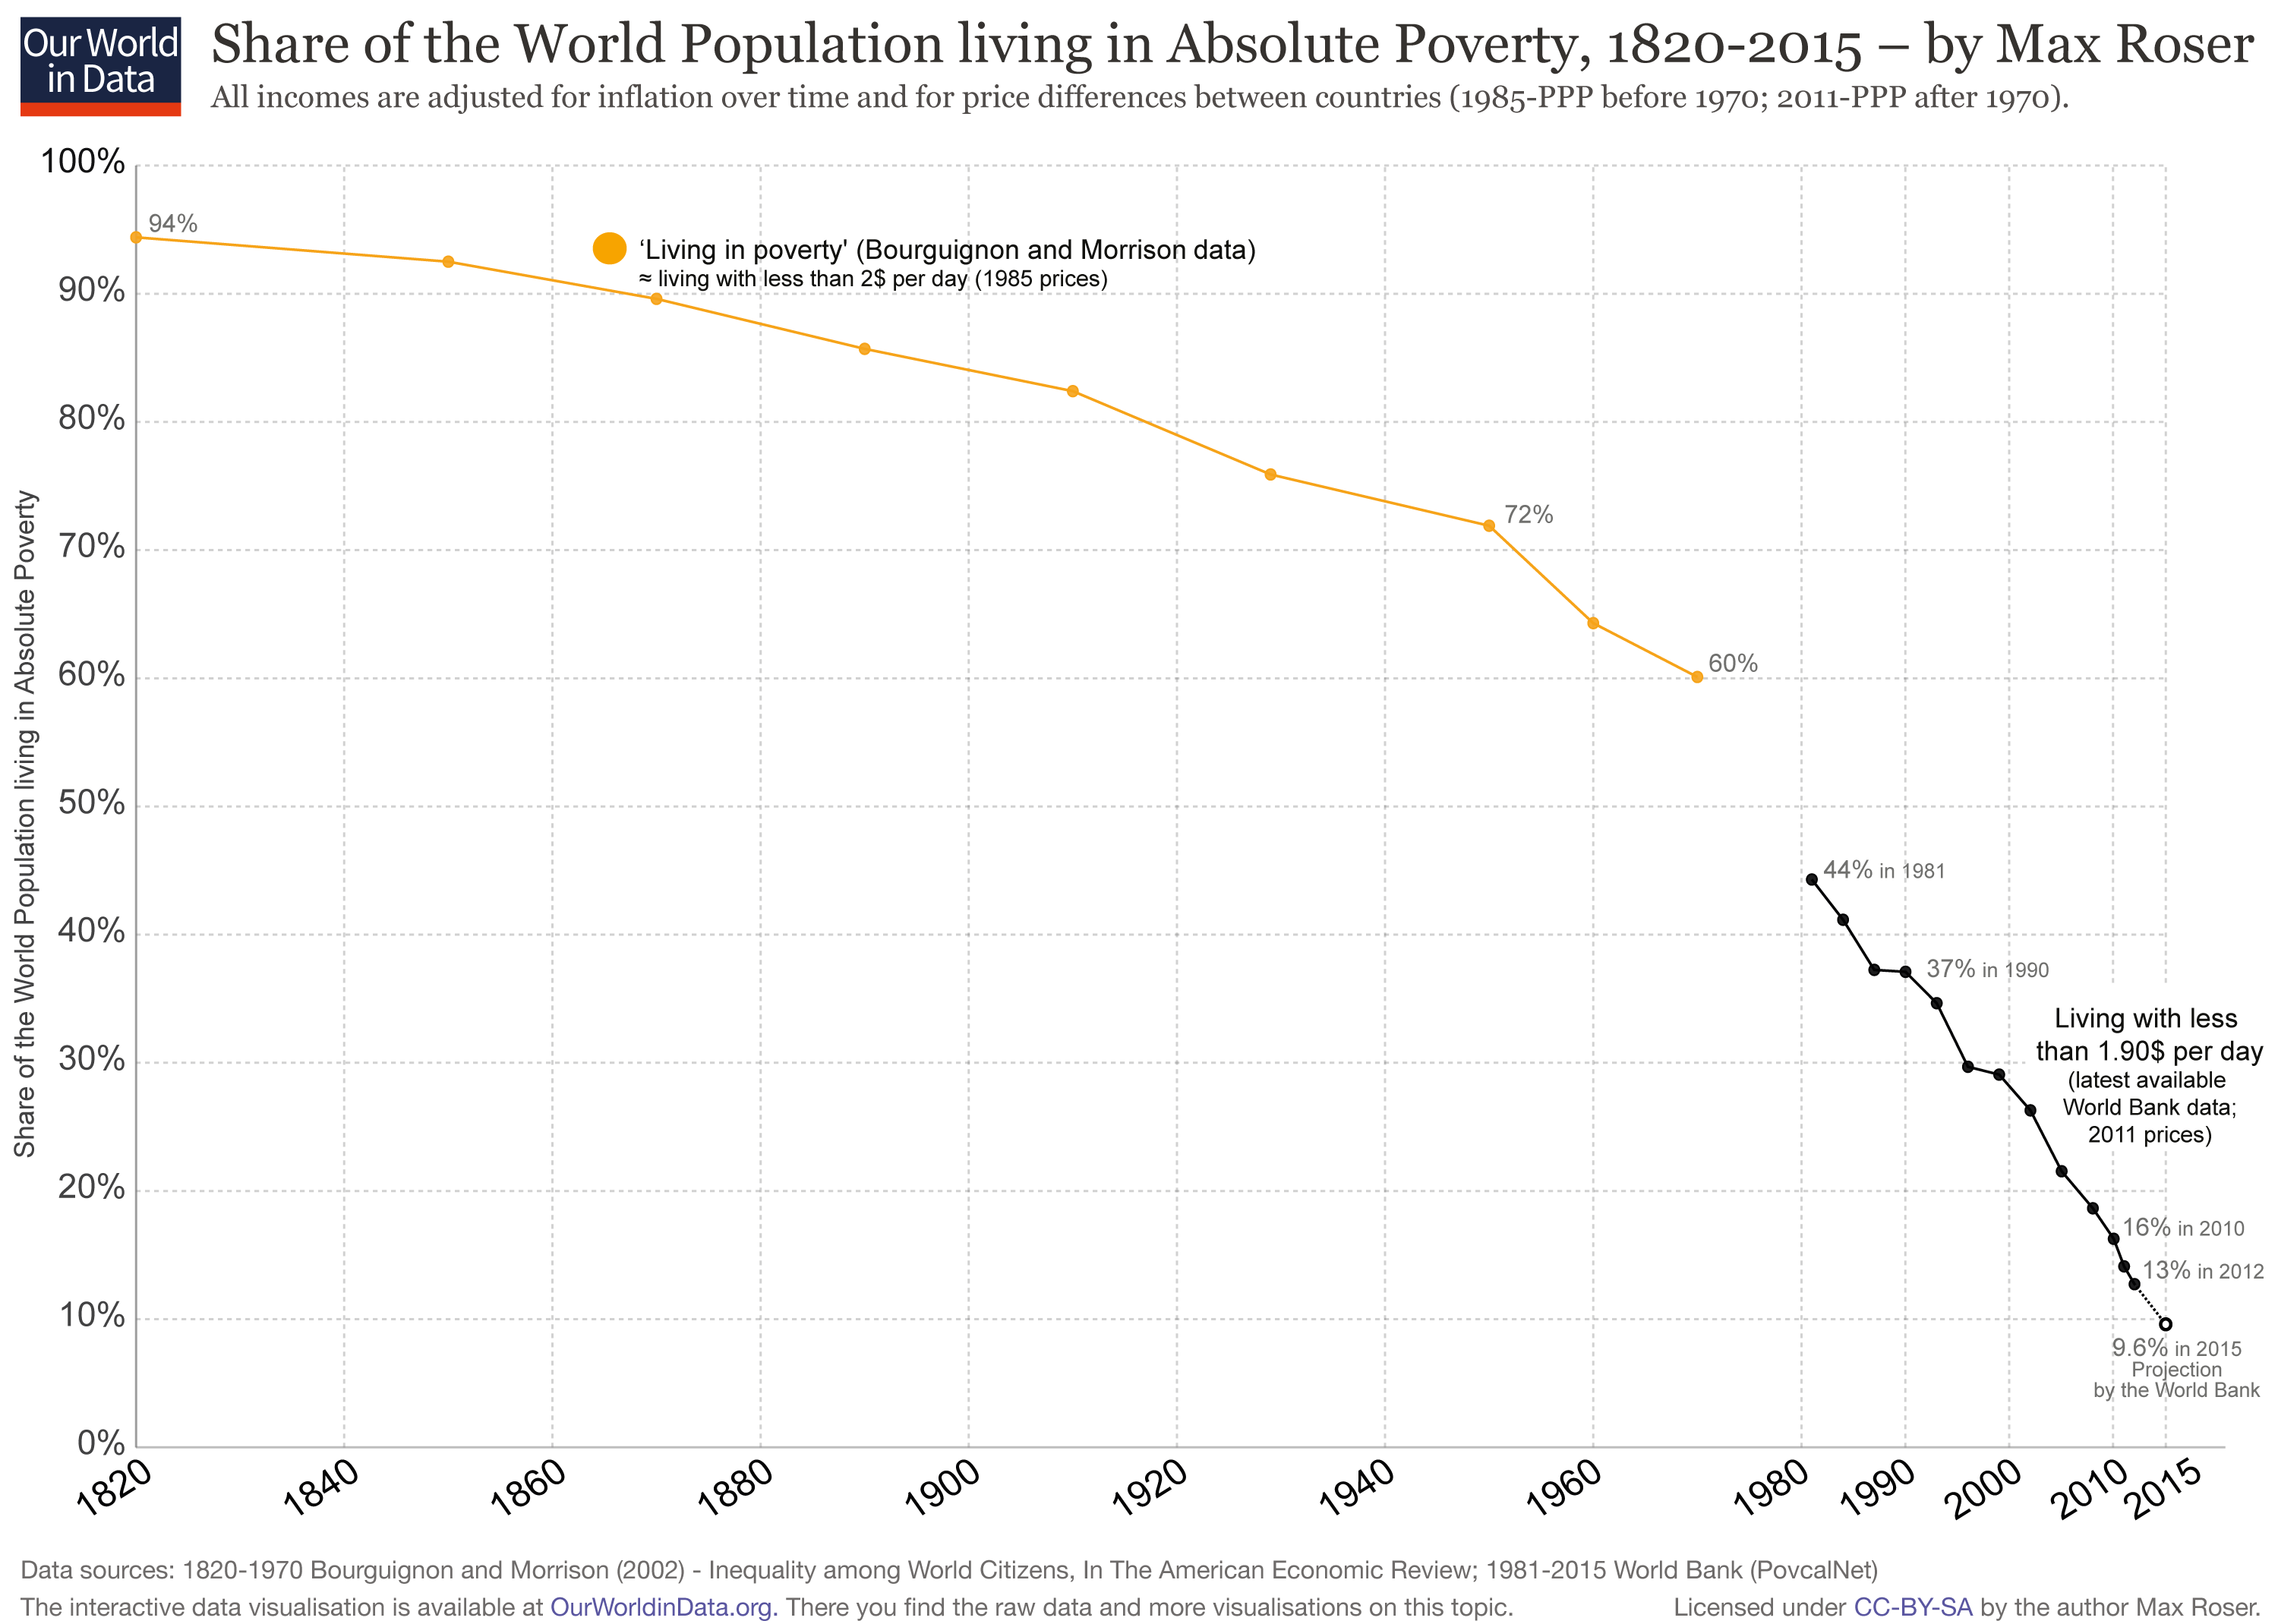 Our World
in Data
Share of the World Population living in Absolute Poverty, 1820-2015 – by Max Roser
All incomes are adjusted for inflation over time and for price differences between countries (1985-PPP before 1970; 2011-PPP after 1970).
Share of the World Population living in Absolute Poverty
100%
90%
80%
70%
60%
50%
40%
30%
20%
10%
0%
94%
‘Living in poverty' (Bourguignon and Morrison data)
≈ living with less than 2$ per day (1985 prices)
72%
60%
44% in 1981
37% in 1990
Living with less
than 1.90$ per day
(latest available
World Bank data;
2011 prices)
16% in 2010
13% in 2012
9.6% in 2015
Projection
by the World Bank
1820
1840
1860
1880
1900
1920
1940
1960
1980
1990
2000
2010
2015
Data sources: 1820-1970 Bourguignon and Morrison (2002) - Inequality among World Citizens, In The American Economic Review; 1981-2015 World Bank (PovcalNet)
The interactive data visualisation is available at OurWorldinData.org. There you find the raw data and more visualisations on this topic.
Licensed under CC-BY-SA by the author Max Roser.